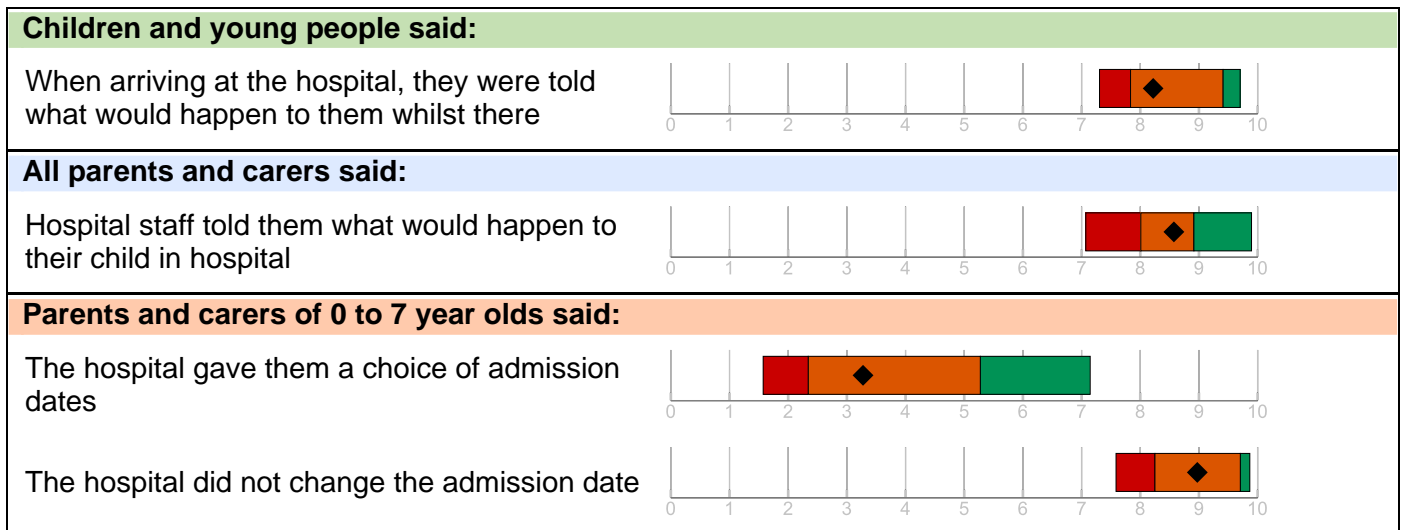 Children and young people said:
When arriving at the hospital, they were told
what would happen to them whilst there
0 1 2 3 4 5 6 7 8 9 10
All parents and carers said:
Hospital staff told them what would happen to
their child in hospital
0 1 2 3 4 5 6 7 8 9 10
Parents and carers of 0 to 7 year olds said:
The hospital gave them a choice of admission
dates
0 1 2 3 4 5 6 7 8 9 10
The hospital did not change the admission date
0 1 2 3 4 5 6 7 8 9 10